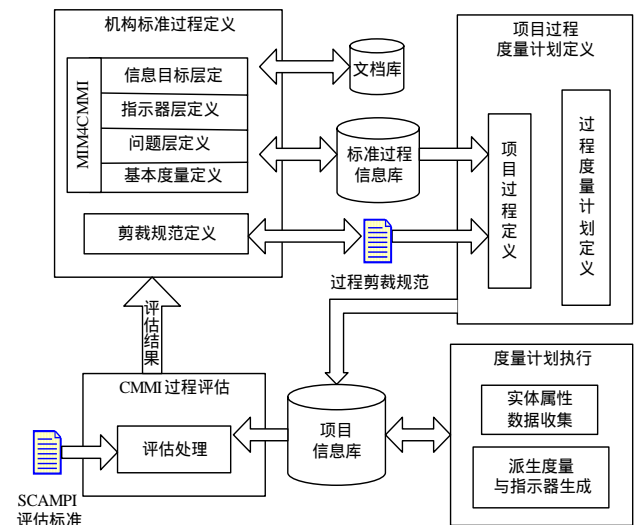 机构标准过程定义
MIM4CMMI
信息目标层定
指示器层定义
问题层定义
基本度量定义
剪裁规范定义
文档库
标准过程
信息库
过程剪裁规范
项目过程
度量计划定义
项目过程定义
过程度量计划定义
评估结果
CMMI过程评估
评估处理
SCAMPI
评估标准
项目
信息库
度量计划执行
实体属性
数据收集
派生度量
与指示器生成